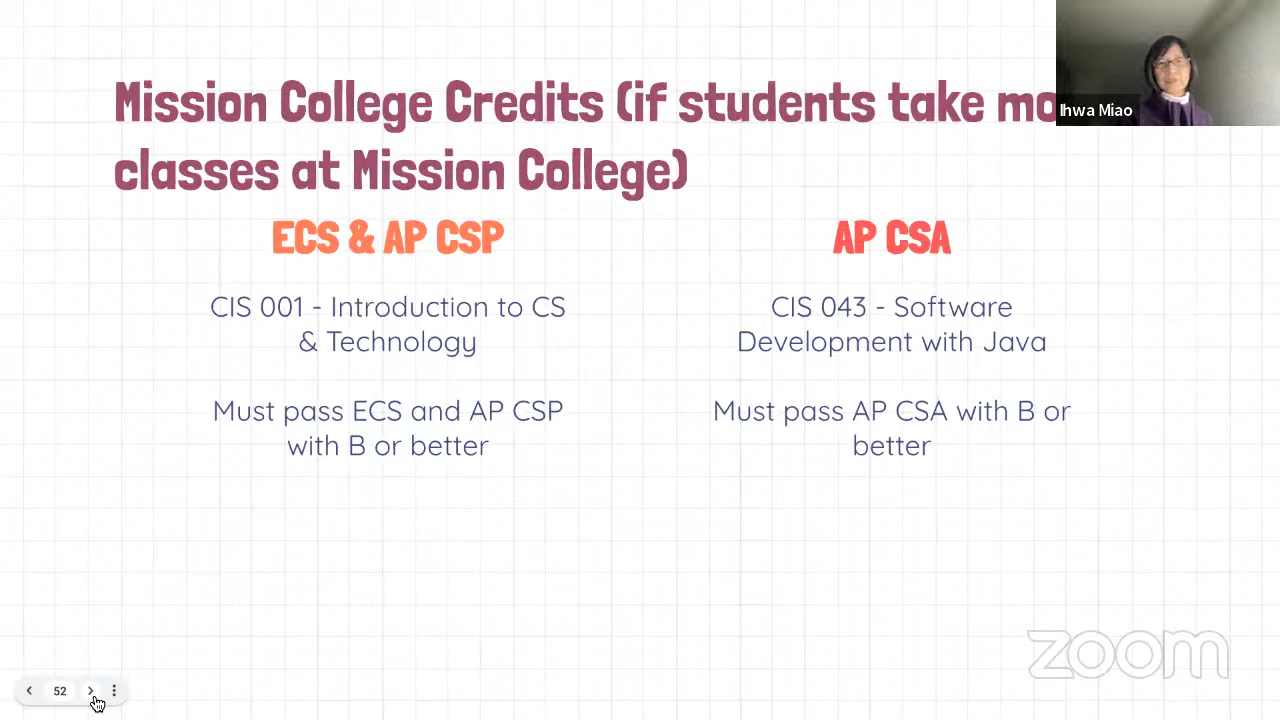 Mission College Credits (if students take mo
classes at Mission College)
ECS & AP CSP
CIS 001 - Introduction to CS
& Technology
Must pass ECS and AP CSP
with B or better
AP CSA
CIS 043 - Software
Development with Java
Must pass AP CSA with B or
better
Ihwa Miao
52
zoom